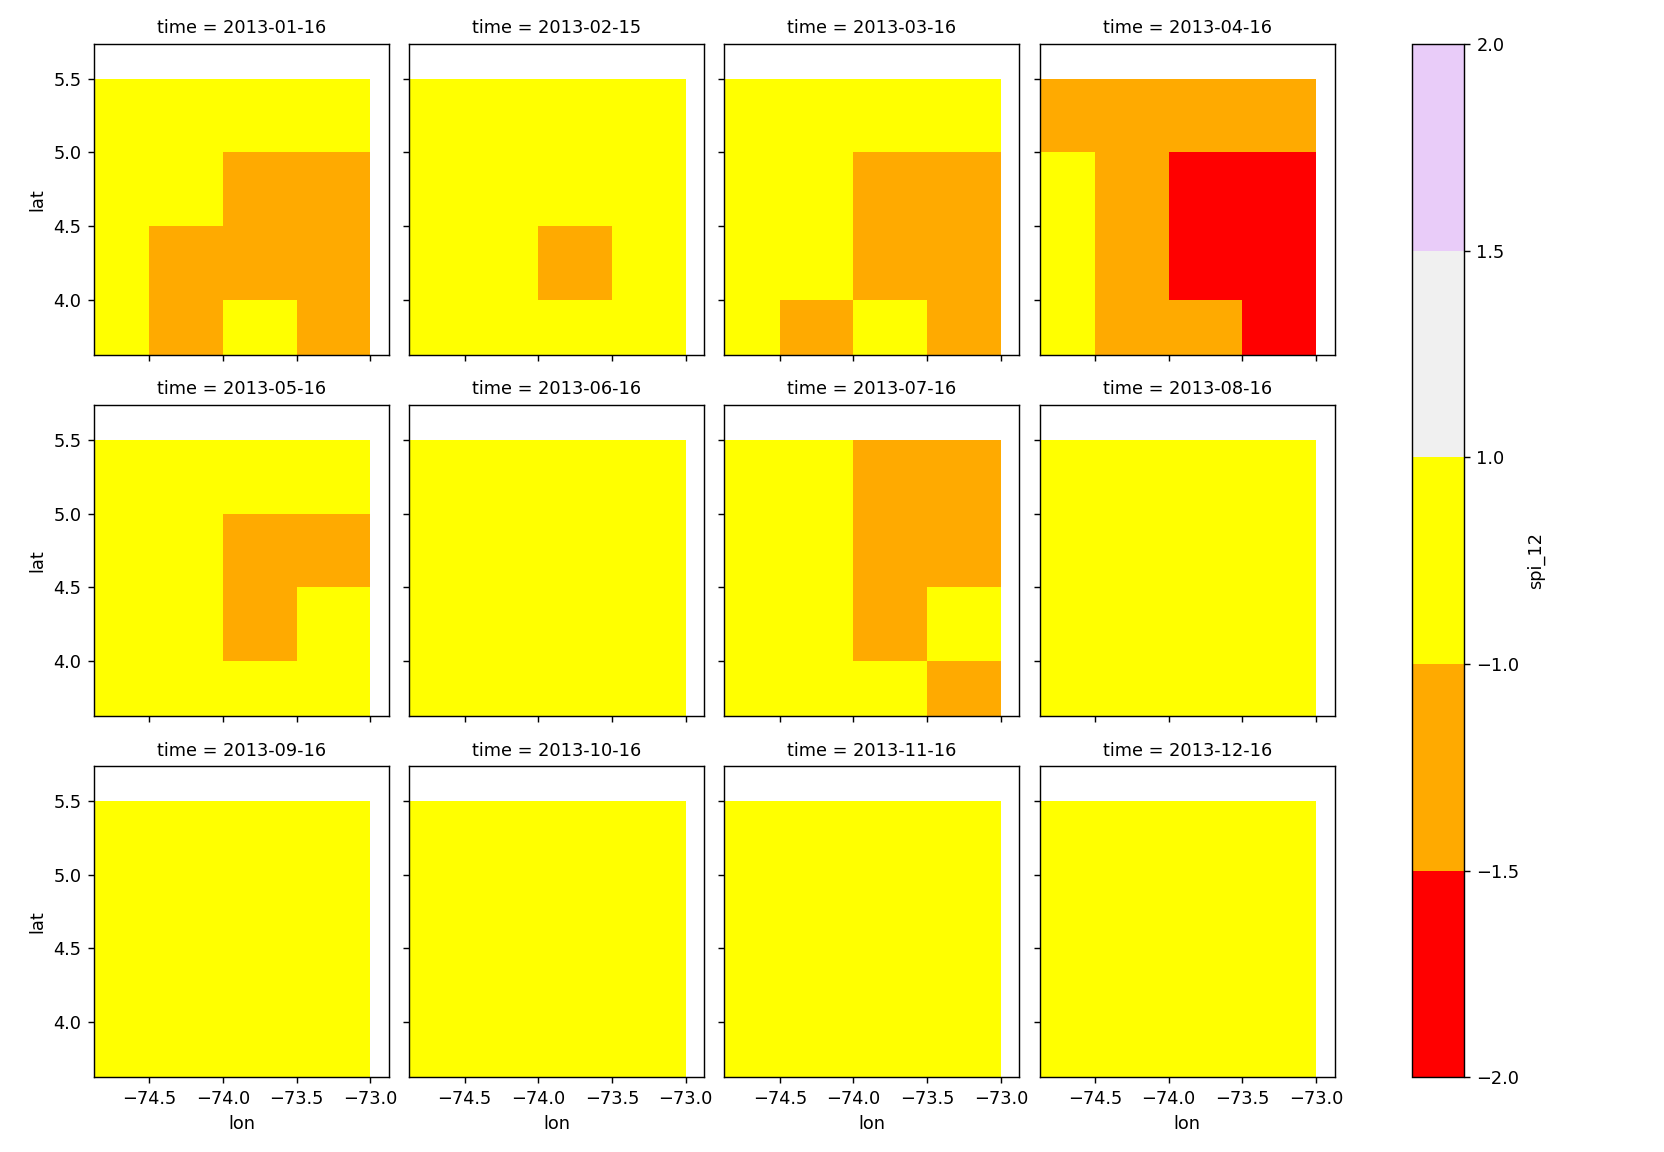 time = 2013-01-16
time = 2013-02-15
time = 2013-03-16
time = 2013-04-16
lat
5.5
5.0
4.5
4.0
time = 2013-05-16
time = 2013-06-16
time = 2013-07-16
time = 2013-08-16
lat
5.5
5.0
4.5
4.0
time = 2013-09-16
time = 2013-10-16
time = 2013-11-16
time = 2013-12-16
lat
5.5
5.0
4.5
4.0
−74.5 −74.0 −73.5 −73.0
lon
−74.5 −74.0 −73.5 −73.0
lon
−74.5 −74.0 −73.5 −73.0
lon
−74.5 −74.0 −73.5 −73.0
lon
2.0
1.5
1.0
−1.0
−1.5
−2.0
spi_12